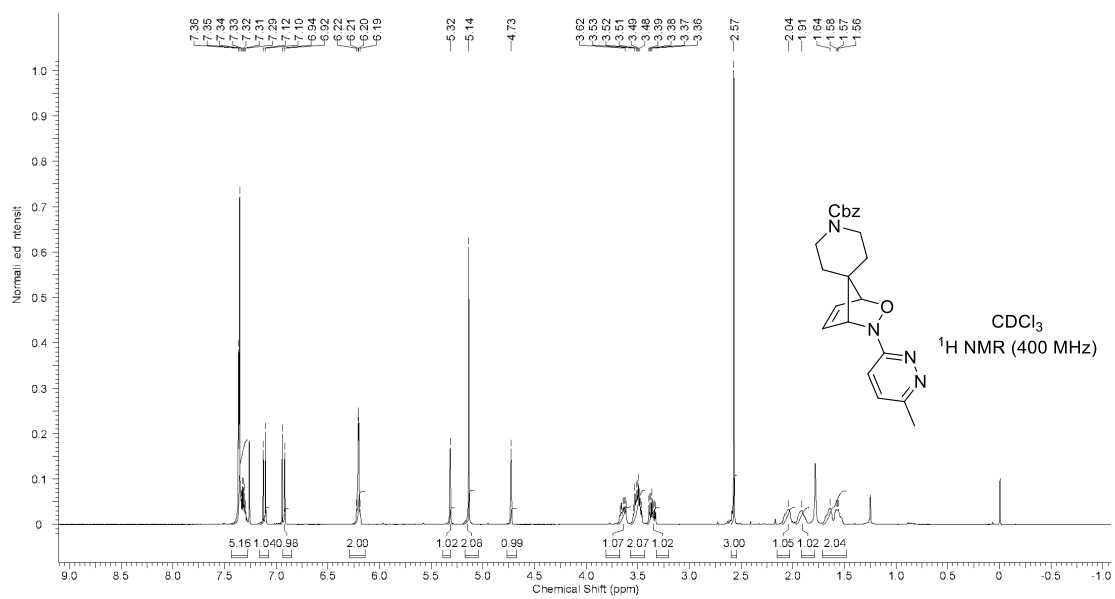 7.36 7.35 7.34 7.33 7.32 7.31 7.29 7.12 7.10 6.94 6.92 6.22 6.21 6.20 6.19 5.32 5.14 4.73 3.62 3.53 3.52 3.51 3.49 3.48 3.39 3.38 3.37 3.36 2.57 2.04 1.91 1.64 1.58 1.57 1.56
1.0
0.9
0.8
0.7
0.6
0.5
0.4
0.3
0.2
0.1
0
Normali ed ntensit
Cbz
N
O
N
N
N
CDCl3
1H NMR (400 MHz)
5.16 1.04 0.98 2.00 1.02 2.08 0.99 1.07 2.07 1.02 3.00 1.05 1.02 2.04
9.0 8.5 8.0 7.5 7.0 6.5 6.0 5.5 5.0 4.5 4.0 3.5 3.0 2.5 2.0 1.5 1.0 0.5 0 -0.5 -1.0
Chemical Shift (ppm)